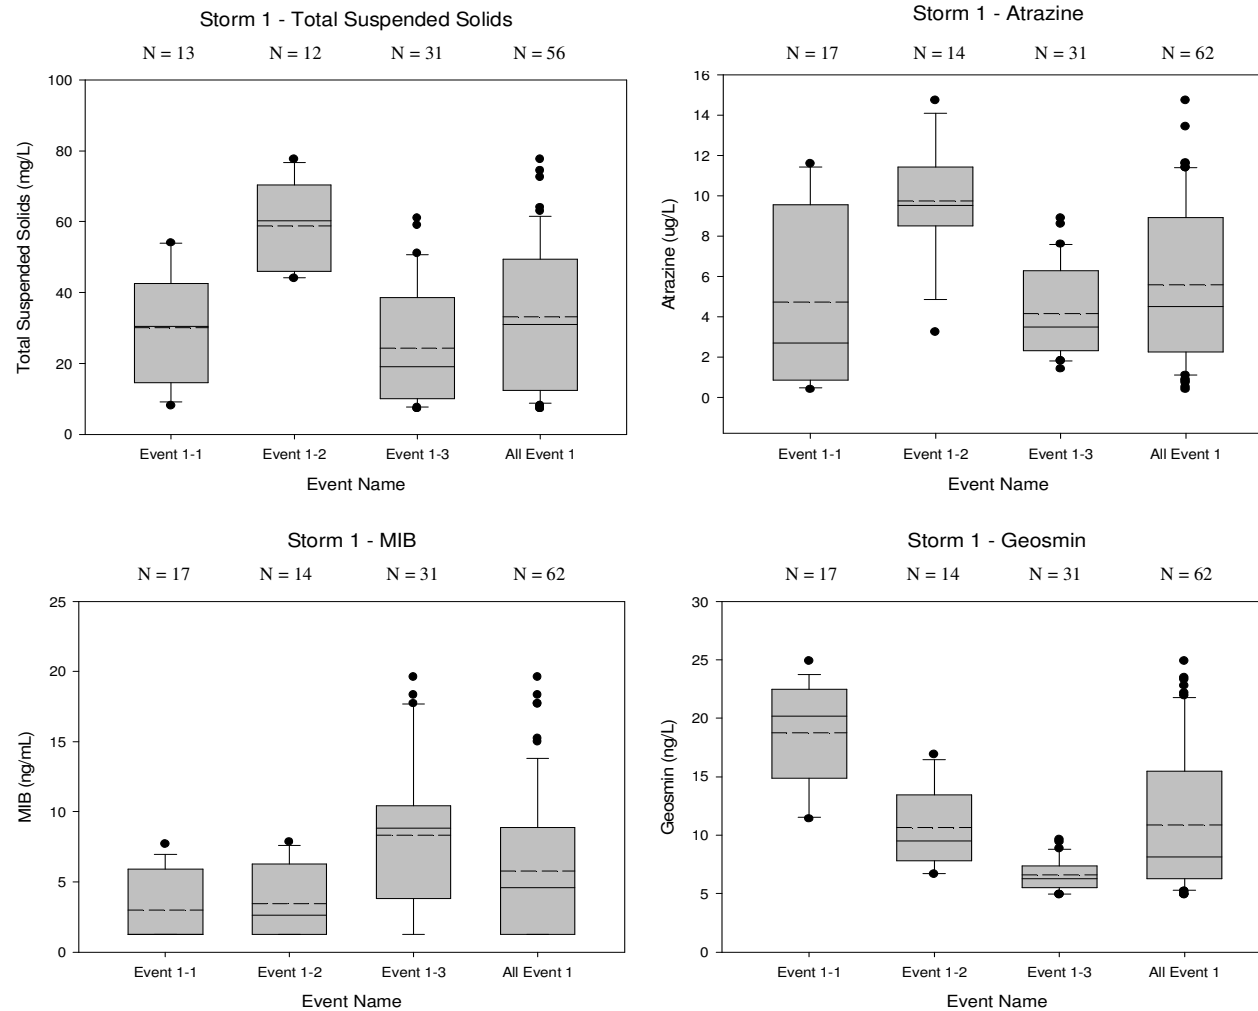 Storm 1 - Total Suspended Solids
N = 13 N = 12 N = 31 N = 56
100
80
60
40
20
0
Total Suspended Solids (mg/L)
Event 1-1 Event 1-2 Event 1-3 All Event 1
Event Name
Storm 1 - Atrazine
N = 17 N = 14 N = 31 N = 62
16
14
12
10
8
6
4
2
0
Atrazine (ug/L)
Event 1-1 Event 1-2 Event 1-3 All Event 1
Event Name
Storm 1 - MIB
N = 17 N = 14 N = 31 N = 62
25
20
15
10
5
0
MIB (ng/mL)
Event 1-1 Event 1-2 Event 1-3 All Event 1
Event Name
Storm 1 - Geosmin
N = 17 N = 14 N = 31 N = 62
30
25
20
15
10
5
0
Geosmin (ng/L)
Event 1-1 Event 1-2 Event 1-3 All Event 1
Event Name